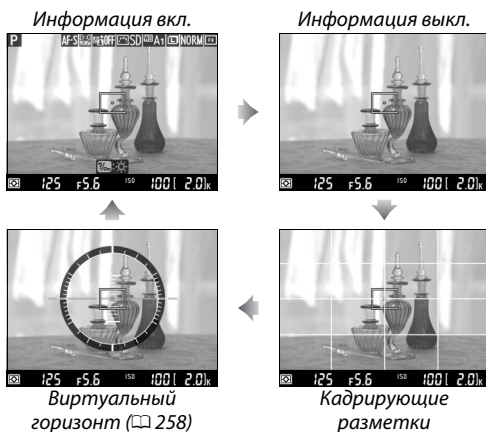 Информация вкл.
Информация выкл.
P AF-S OFF SD A1 L NORM FX
125 F5.6 ISO 100 [ 2.0]K
125 F5.6 ISO 100 [ 2.0]K
125 F5.6 ISO 100 [ 2.0]K
125 F5.6 ISO 100 [ 2.0]K
Виртуальный
горизонт (258)
Кадрирующие
разметки